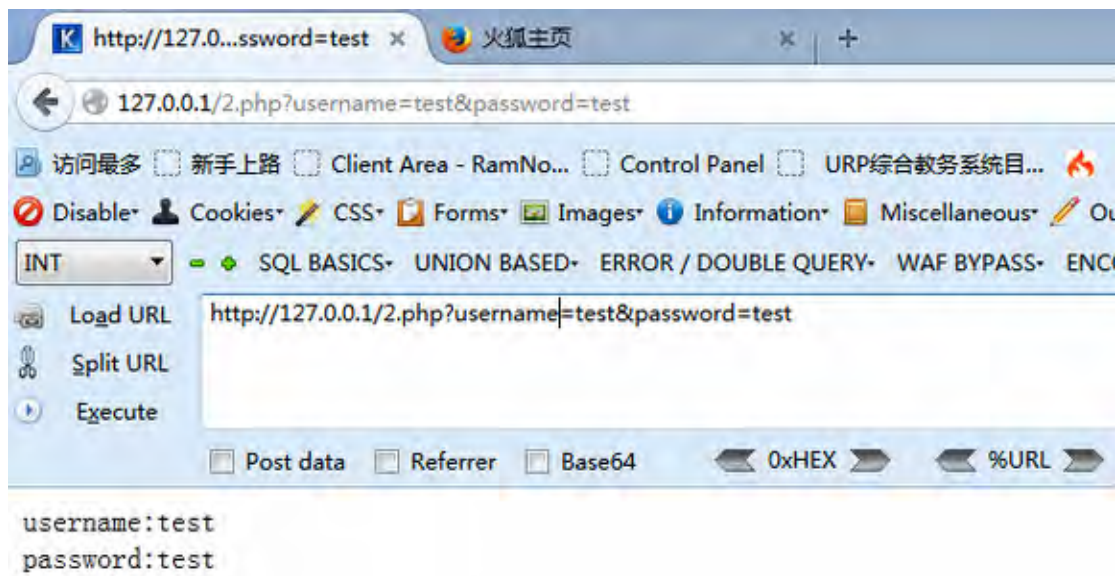 http://127.0...ssword=test × 火狐主页 × +
127.0.0.1/2.php?username=test&password=test
访问最多 新手上路 Client Area - RamNo... Control Panel URP综合教务系统目...
Disable Cookies CSS Forms Images Information Miscellaneous Ou
INT SQL BASICS UNION BASED ERROR / DOUBLE QUERY WAF BYPASS ENC
Load URL http://127.0.0.1/2.php?username=test&password=test
Split URL
Execute
Post data Referrer Base64 0xHEX %URL
username:test
password:test